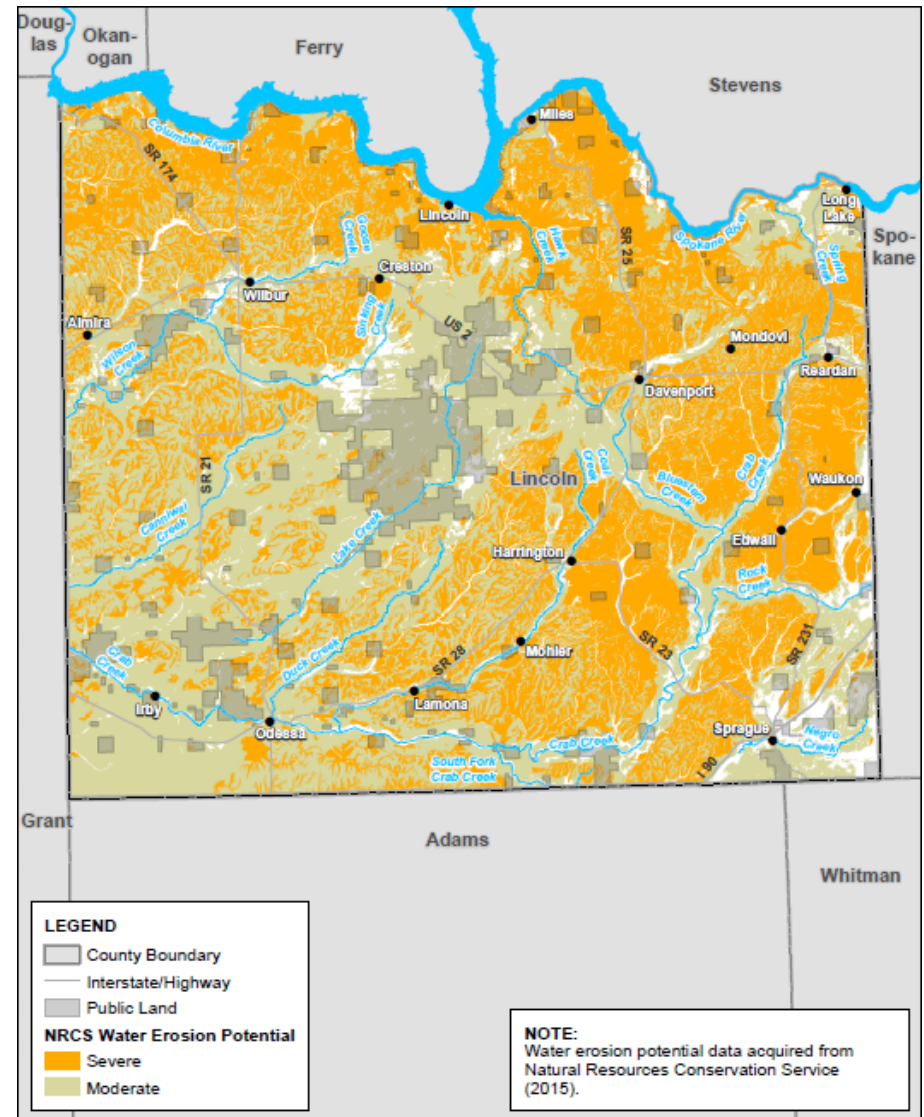 Doug-
las
Okan-
ogan
Ferry
Stevens
Miles
Columbia River
SR 174
Lincoln
Long
Lake
Spo-
kane
Goose
Creek
Hawk
Creek
SR 25
Spokane River
Spring
Creek
Creston
Wilbur
Sinking
Creek
Almira
US 2
Mondovi
Wilson
Creek
Reardan
Davenport
SR 21
Coal
Creek
Lincoln
Bluestem
Creek
Crab
Creek
Waukon
Canniwai
Creek
Lake Creek
Edwall
Harrington
Rock
Creek
Duck Creek
Mohler
SR 23
SR 231
Crab
Creek
SR 28
Irby
Lamona
Odessa
Sprague
Crab Creek
Negro
Creek
South Fork
Crab Creek
I 90
Grant
Adams
Whitman
LEGEND
County Boundary
Interstate/Highway
Public Land
NRCS Water Erosion Potential
Severe
Moderate
NOTE:
Water erosion potential data acquired from
Natural Resources Conservation Service
(2015).